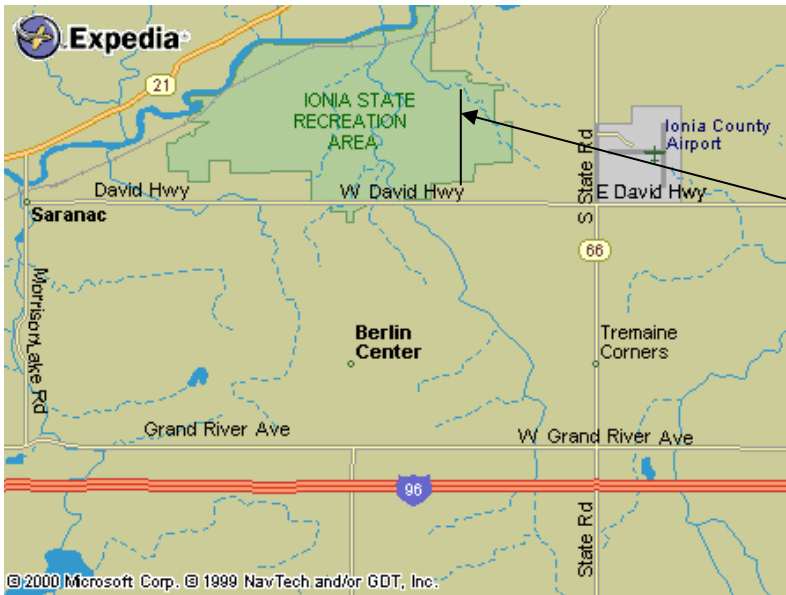 Expedia
21
IONIA STATE
RECREATION
AREA
Ionia County
Airport
S State Rd
David Hwy
W David Hwy
E David Hwy
Saranac
66
Morrison Lake Rd
Berlin
Center
Tremaine
Corners
Grand River Ave
W Grand River Ave
96
State Rd
© 2000 Microsoft Corp. © 1999 NavTech and/or GDT, Inc.